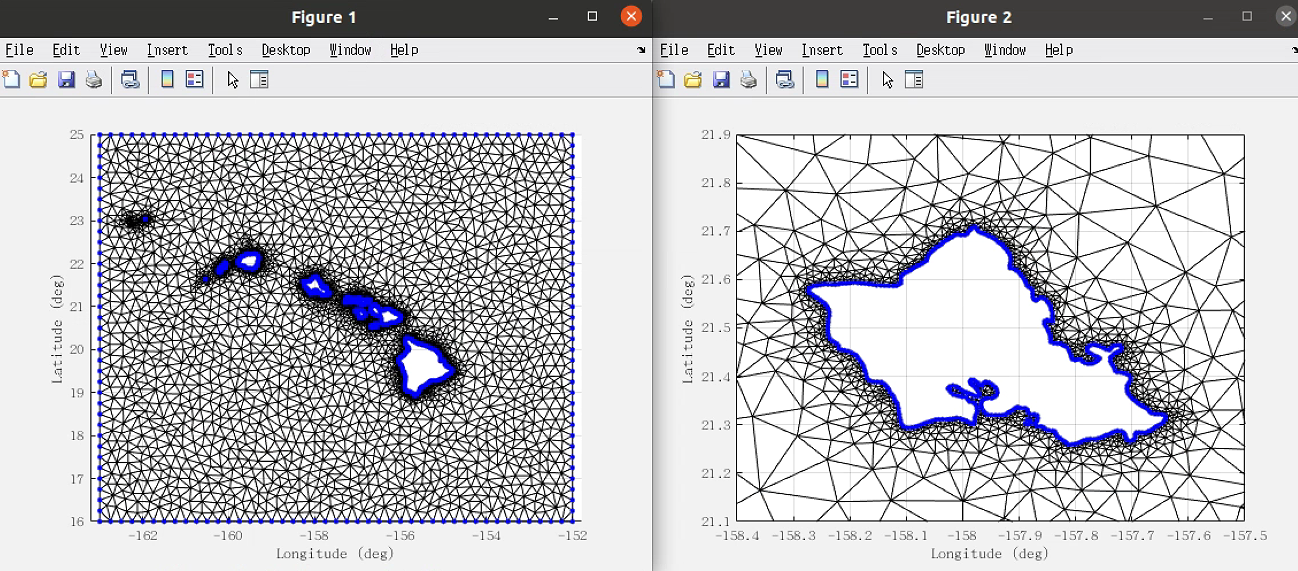 Figure 1
File Edit View Insert Tools Desktop Window Help
25
24
23
22
21
20
19
18
17
16
Latitude (deg)
-162 -160 -158 -156 -154 -152
Longitude (deg)
Figure 2
File Edit View Insert Tools Desktop Window Help
21.9
21.8
21.7
21.6
21.5
21.4
21.3
21.2
21.1
Latitude (deg)
-158.4 -158.3 -158.2 -158.1 -158 -157.9 -157.8 -157.7 -157.6 -157.5
Longitude (deg)